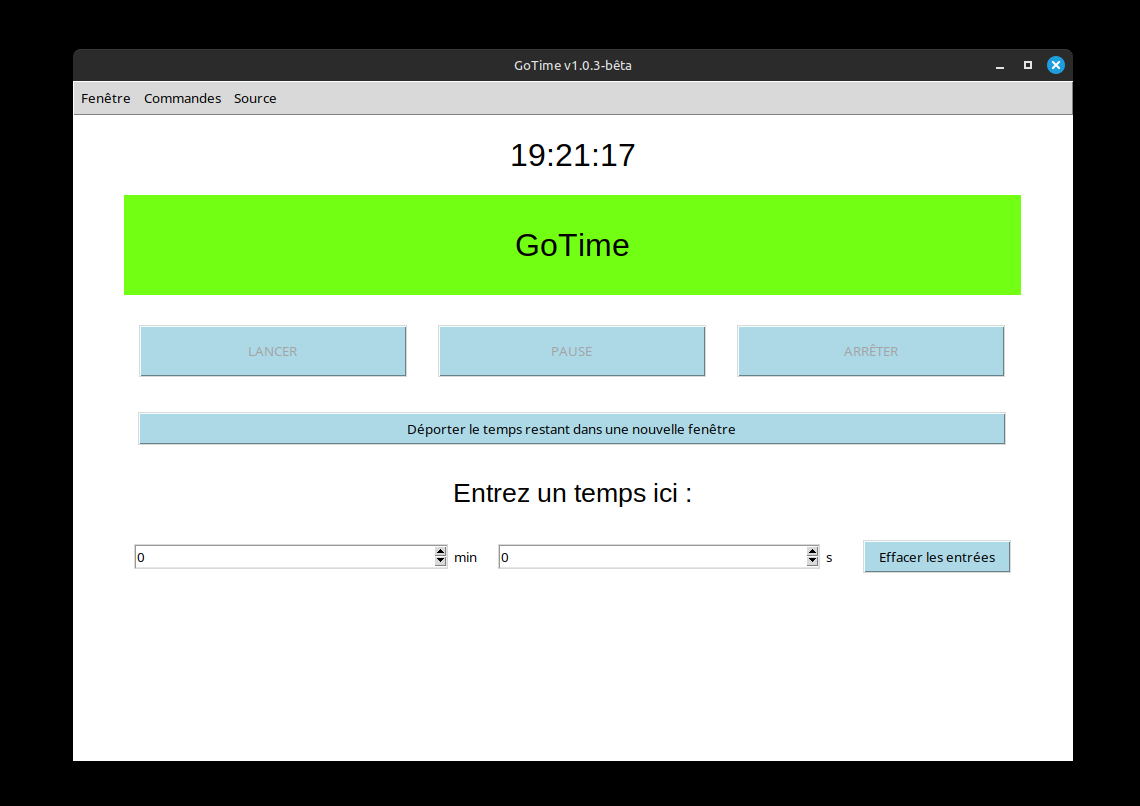 GoTime v1.0.3-bêta
Fenêtre Commandes Source
19:21:17
GoTime
LANCER PAUSE ARRÊTER
Déporter le temps restant dans une nouvelle fenêtre
Entrez un temps ici :
0 min 0 s Effacer les entrées